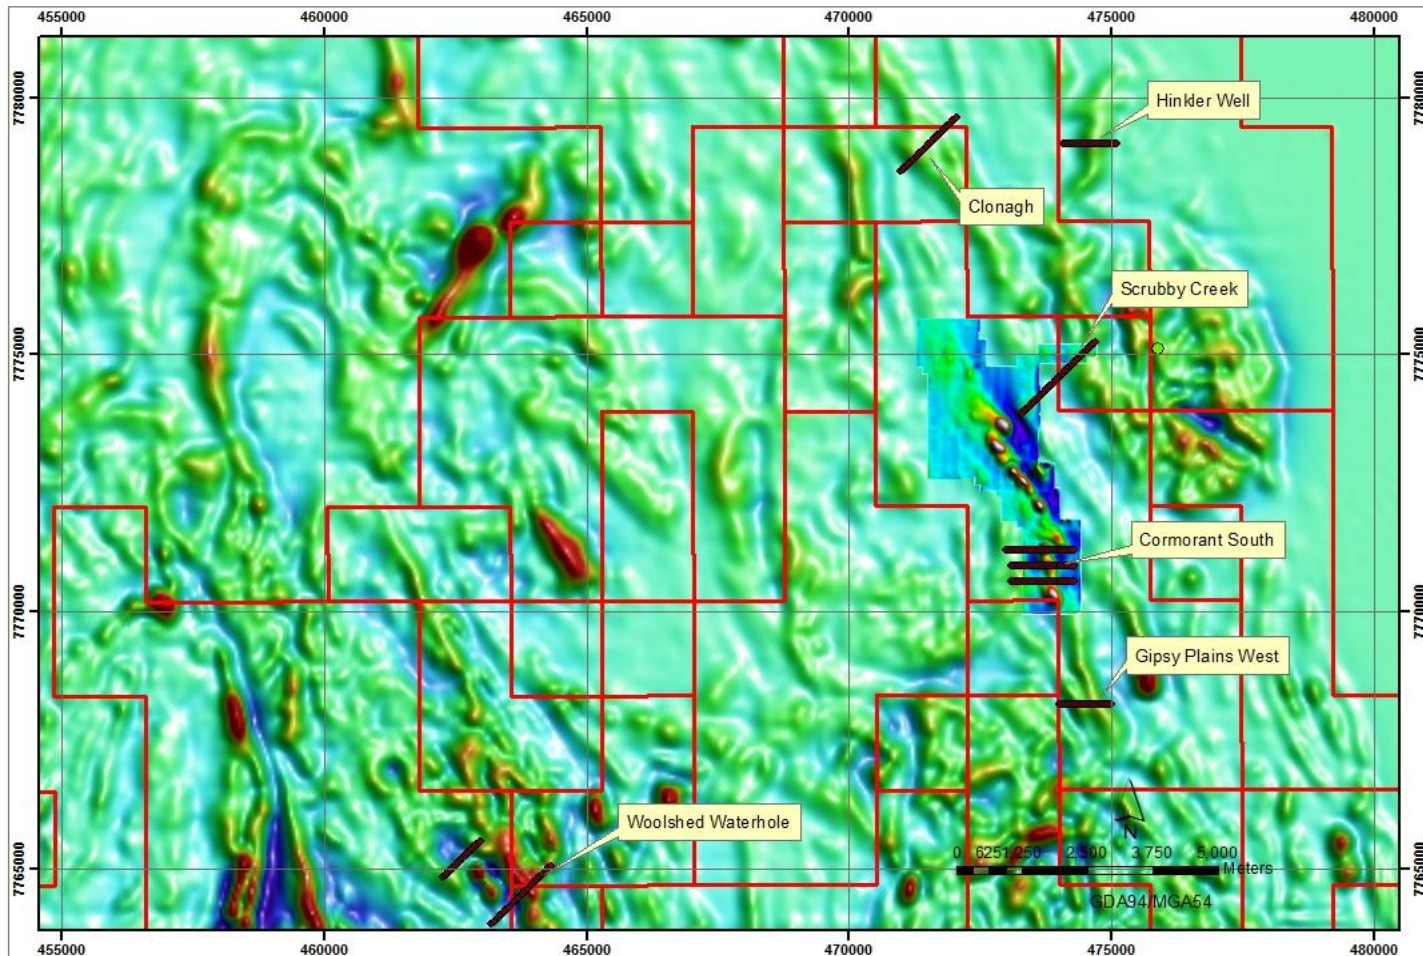 455000 460000 465000 470000 475000 480000
7780000 7780000
Hinkler Well
Clonagh
Scrubby Creek
7775000 7775000
Cormorant South
7770000 7770000
Gipsy Plains West
Woolshed Waterhole
N
0 6251,250 2,500 3,750 5,000
Meters
7765000 7765000
GDA94/MGA54
455000 460000 465000 470000 475000 480000